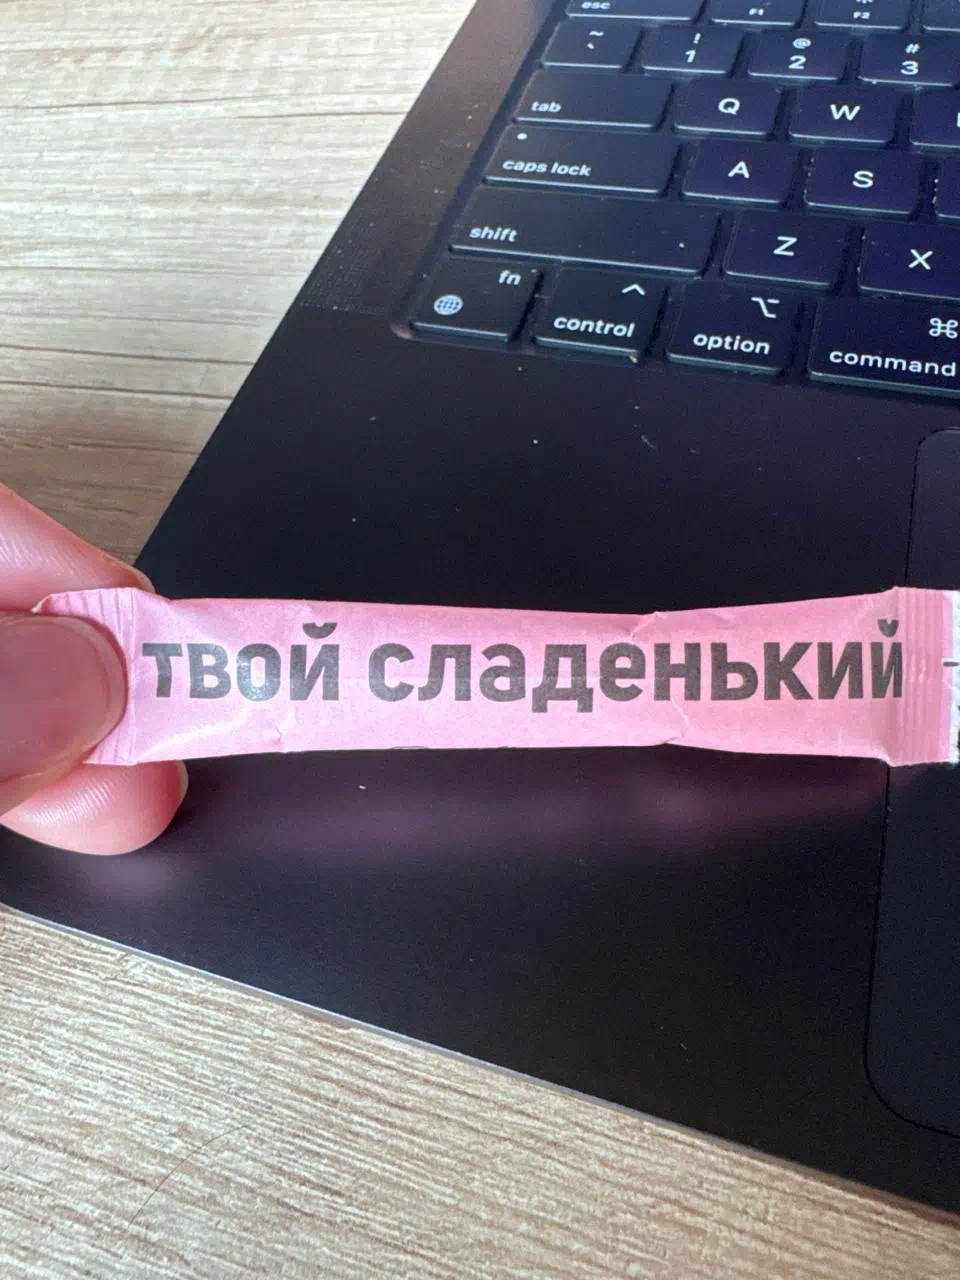 esc F1 F2
~ ` ! 1 @ 2 # 3
tab Q W
caps lock A S
shift Z X
fn ^ ⌥ ⌘
control option command
твой сладенький